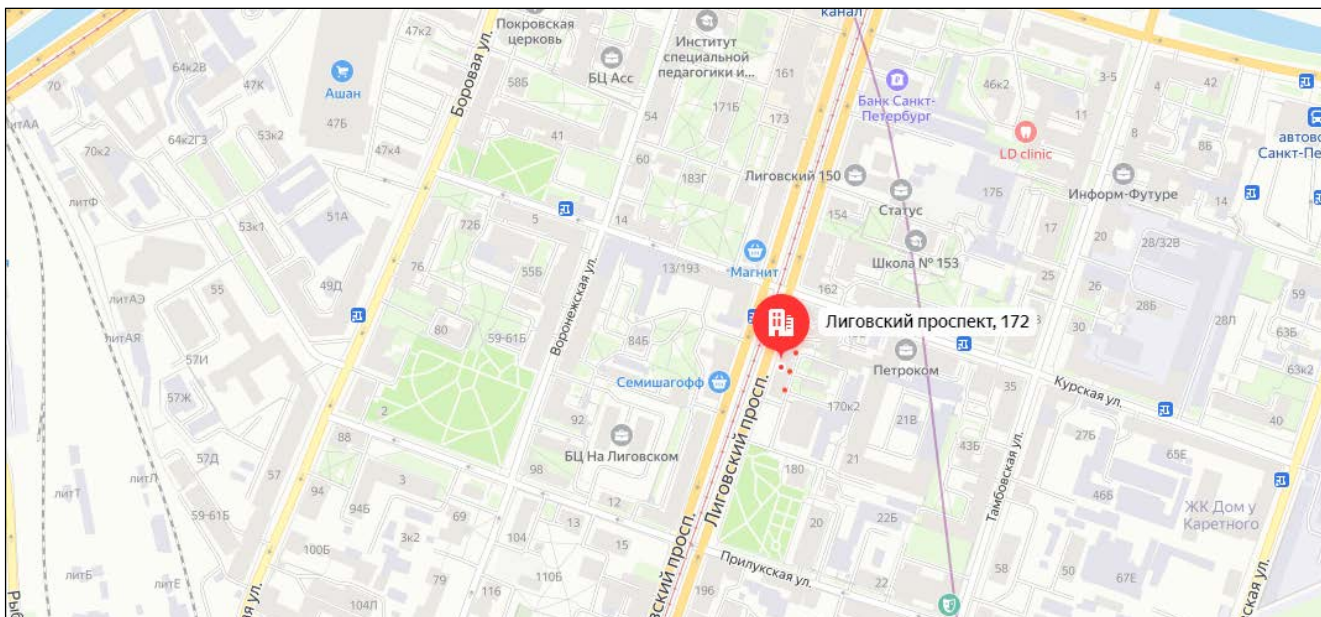 Покровская
церковь
47к2
64к2В
70
47К
Ашан
47Б
литАА
64к2Г3
53к2
70к2
47к4
литФ
53к1
51А
49Д
литАЭ
55
литАЯ
57И
57Ж
57Д
57
литТ
литЛ
59-61Б
литБ
литЕ
Рыб
Боровая ул.
58Б
БЦ Асс
Институт
специальной
педагогики и...
канал
161
171Б
173
54
41
60
183Г
Банк Санкт-
Петербург
46к2
3-5
4
42
11
8
8Б
автово
Санкт-Пе
LD clinic
Лиговский 150
Статус
17Б
Информ-Футуре
14
154
17
20
28/32В
Школа № 153
25
26
28Б
28Л
59
63Б
63к2
72Б
5
14
76
55Б
13/193
Магнит
162
Воронежская ул.
80
59-61Б
84Б
Лиговский проспект, 172
30
Петроком
Семишагофф
35
Курская ул.
40
2
88
92
БЦ На Лиговском
98
170к2
21В
43Б
27Б
65Е
94
94Б
3
12
180
21
46Б
ЖК Дом у
Каретного
Лиговский просп.
Тамбовская ул.
69
13
3к2
104
15
20
22Б
100Б
79
110Б
Прилукская ул.
22
58
50
67Е
104Л
116
196
вский просп.
ая ул.
ская ул.